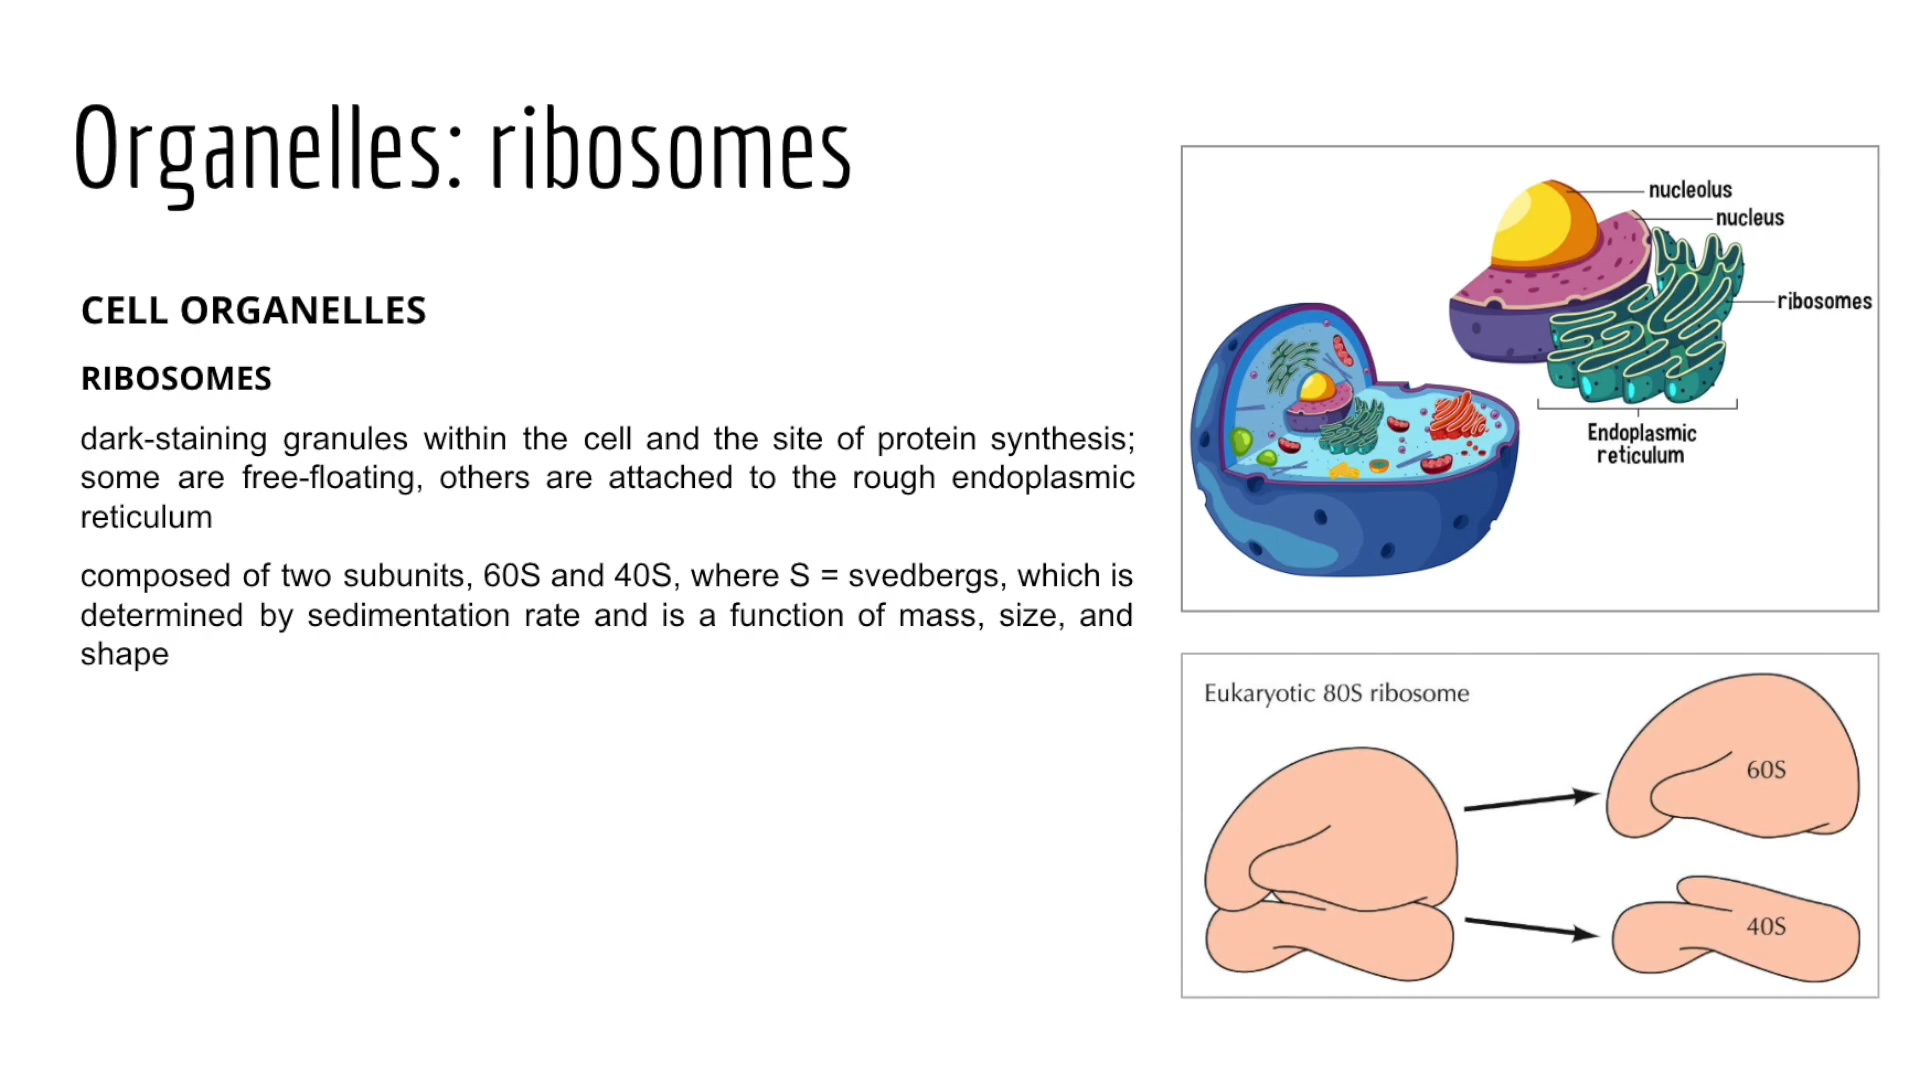 Organelles: ribosomes
CELL ORGANELLES
RIBOSOMES
dark-staining granules within the cell and the site of protein synthesis;
some are free-floating, others are attached to the rough endoplasmic
reticulum
composed of two subunits, 60S and 40S, where S = svedbergs, which is
determined by sedimentation rate and is a function of mass, size, and
shape
nucleolus
nucleus
ribosomes
Endoplasmic
reticulum
Eukaryotic 80S ribosome
60S
40S